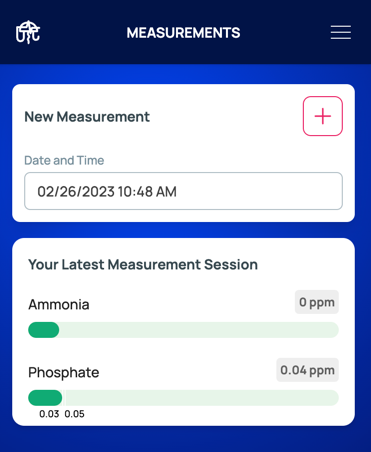 MEASUREMENTS
New Measurement
Date and Time
02/26/2023 10:48 AM
Your Latest Measurement Session
Ammonia 0 ppm
Phosphate 0.04 ppm
0.03 0.05